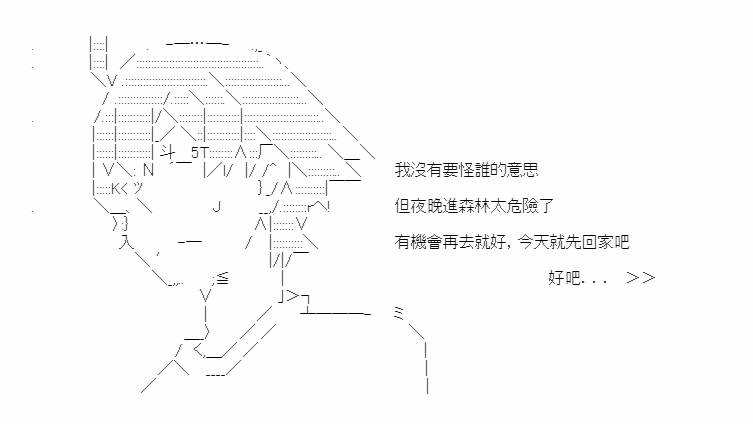 我沒有要怪誰的意思
但夜晚進森林太危險了
有機會再去就好，今天就先回家吧
好吧．．． ＞＞